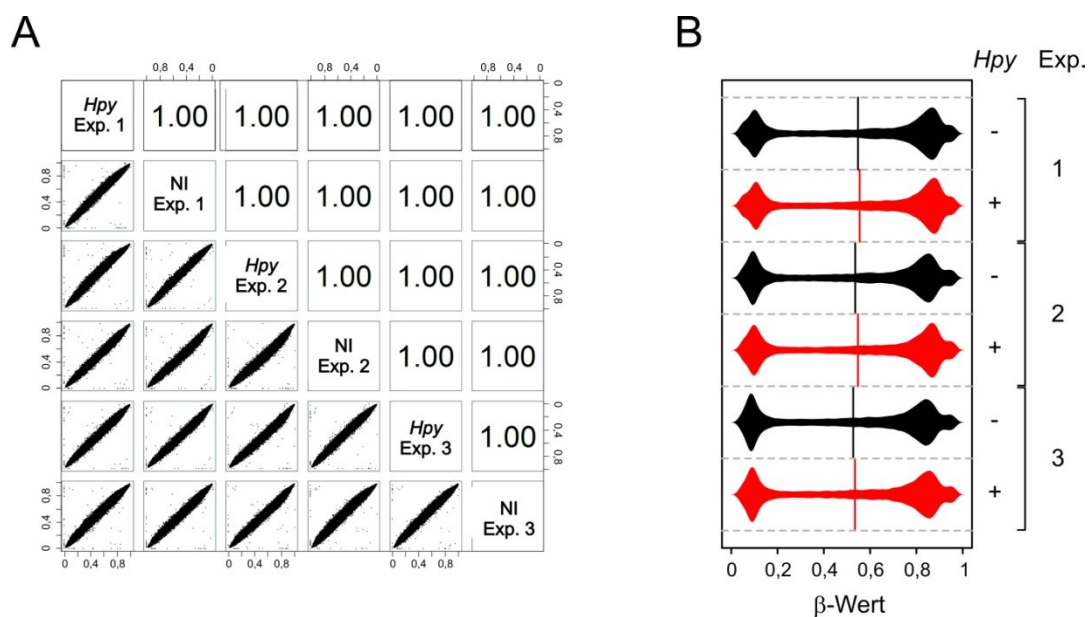 A
0,8 0,4 0 0,8 0,4 0 0,8 0,4 0
Hpy
Exp. 1
1.00 1.00 1.00 1.00 1.00
0 0,4 0,8
0 0,4 0,8
NI
Exp. 1
1.00 1.00 1.00 1.00
Hpy
Exp. 2
1.00 1.00 1.00
0 0,4 0,8
0 0,4 0,8
NI
Exp. 2
1.00 1.00
Hpy
Exp. 3
1.00
0 0,4 0,8
0 0,4 0,8
NI
Exp. 3
0 0,4 0,8 0 0,4 0,8 0 0,4 0,8
B
Hpy Exp.
-
1
+
-
2
+
-
3
+
0 0,2 0,4 0,6 0,8 1
β-Wert